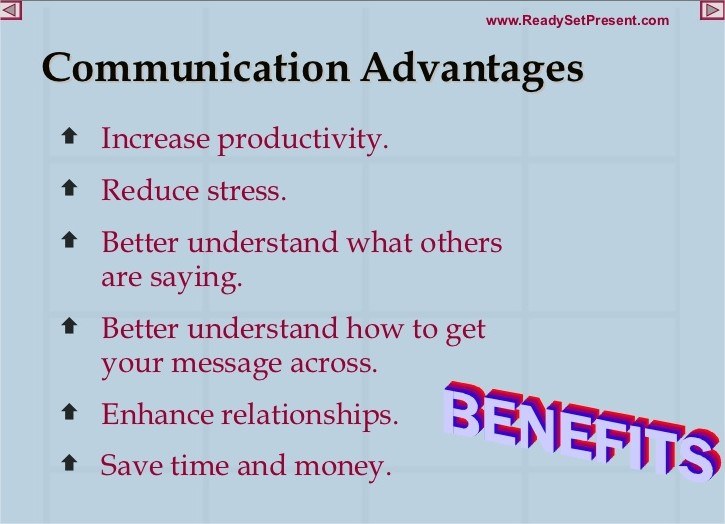 www.ReadySetPresent.com
Communication Advantages
Increase productivity.
Reduce stress.
Better understand what others
are saying.
Better understand how to get
your message across.
Enhance relationships.
Save time and money.
BENEFITS